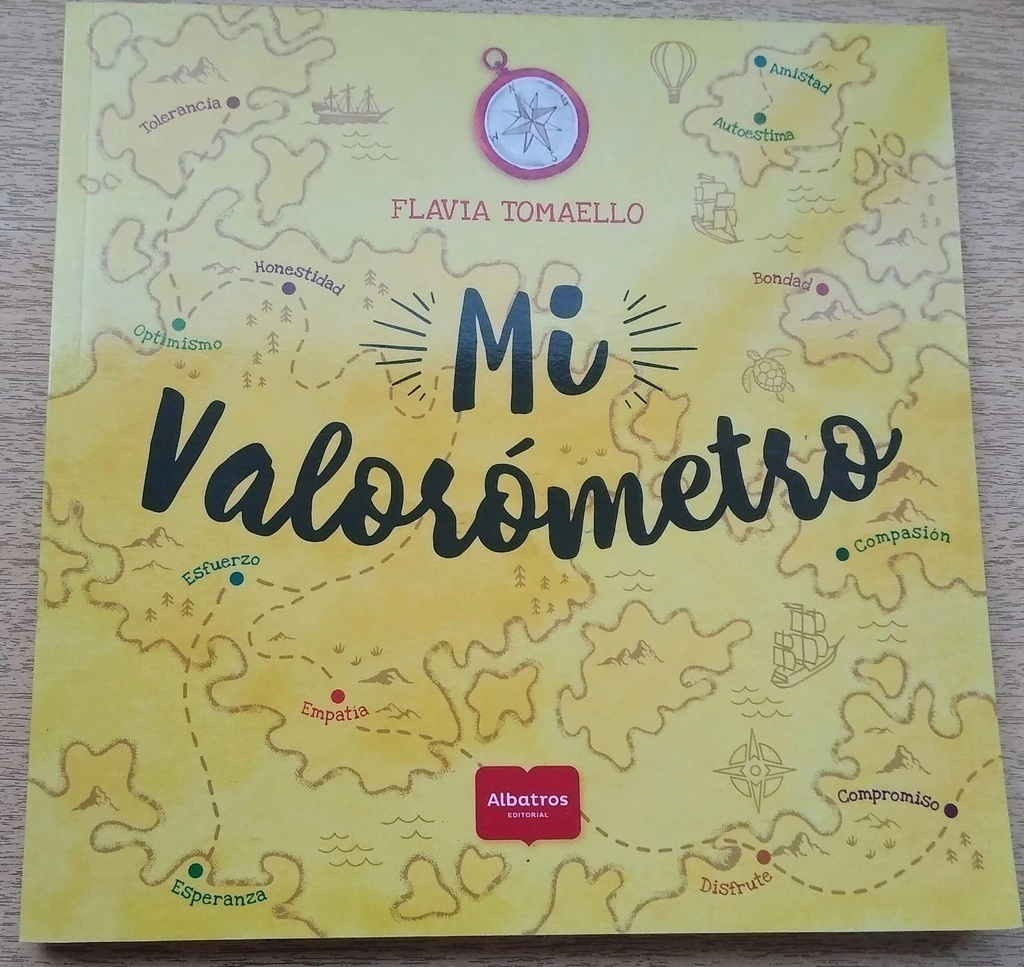 Tolerancia
Amistad
Autoestima
FLAVIA TOMAELLO
Honestidad
Bondad
Optimismo
Mi
Valorómetro
Compasión
Esfuerzo
Empatía
Albatros
EDITORIAL
Compromiso
Disfrute
Esperanza